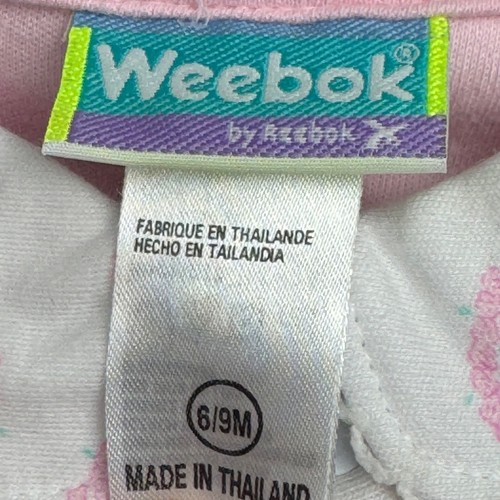 Weebok®
by Reebok
FABRIQUE EN THAILANDE
HECHO EN TAILANDIA
6/9M
MADE IN THAILAND